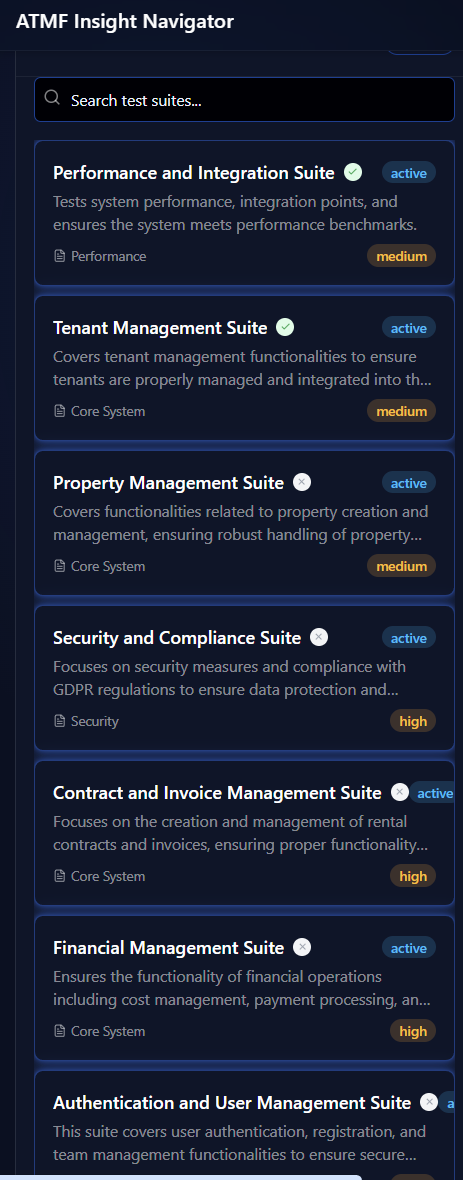 ATMF Insight Navigator
Search test suites...
Performance and Integration Suite active
Tests system performance, integration points, and
ensures the system meets performance benchmarks.
Performance medium
Tenant Management Suite active
Covers tenant management functionalities to ensure
tenants are properly managed and integrated into th...
Core System medium
Property Management Suite active
Covers functionalities related to property creation and
management, ensuring robust handling of property...
Core System medium
Security and Compliance Suite active
Focuses on security measures and compliance with
GDPR regulations to ensure data protection and...
Security high
Contract and Invoice Management Suite active
Focuses on the creation and management of rental
contracts and invoices, ensuring proper functionality...
Core System high
Financial Management Suite active
Ensures the functionality of financial operations
including cost management, payment processing, an...
Core System high
Authentication and User Management Suite a
This suite covers user authentication, registration, and
team management functionalities to ensure secure...